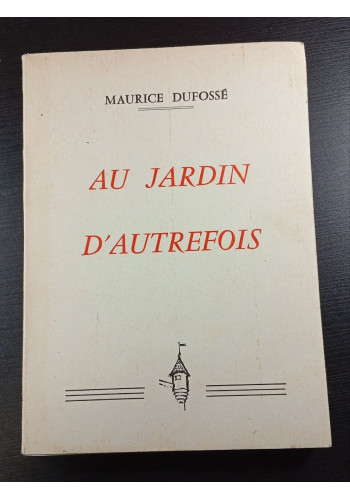 MAURICE DUFOSSÉ
AU JARDIN
D'AUTREFOIS